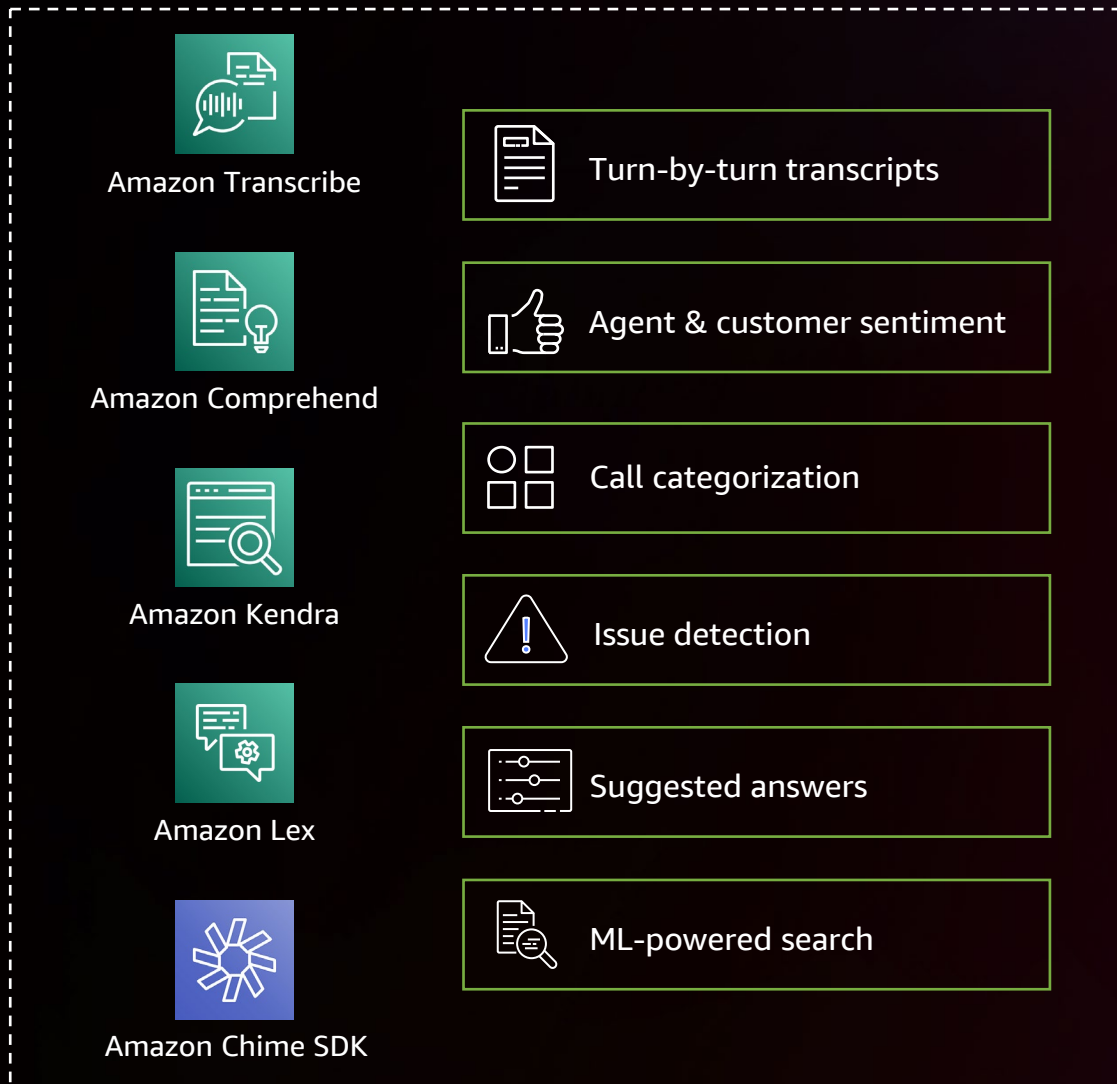 Amazon Transcribe
Amazon Comprehend
Amazon Kendra
Amazon Lex
Amazon Chime SDK
Turn-by-turn transcripts
Agent & customer sentiment
Call categorization
Issue detection
Suggested answers
ML-powered search